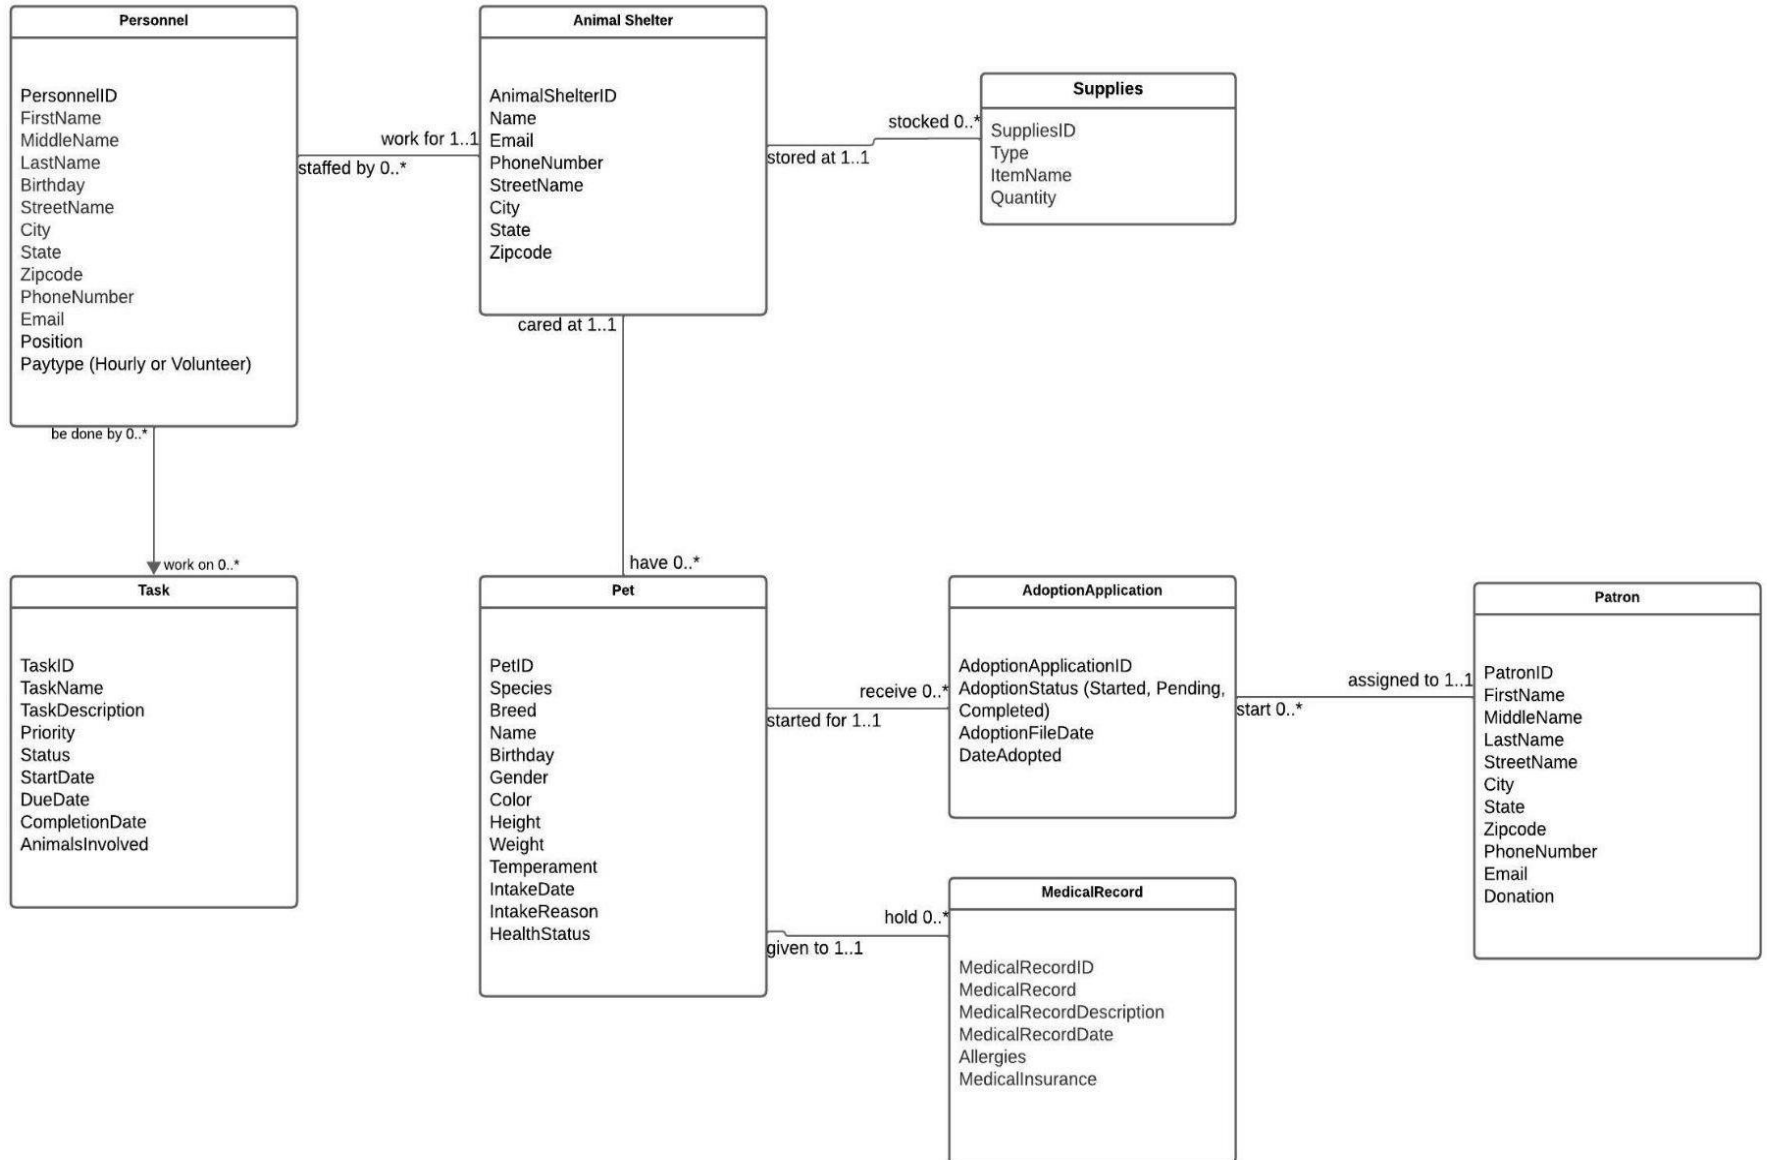 Personnel
PersonnelID
FirstName
MiddleName
LastName
Birthday
StreetName
City
State
Zipcode
PhoneNumber
Email
Position
Paytype (Hourly or Volunteer)
work for 1..1
staffed by 0..*
Animal Shelter
AnimalShelterID
Name
Email
PhoneNumber
StreetName
City
State
Zipcode
stocked 0..*
stored at 1..1
Supplies
SuppliesID
Type
ItemName
Quantity
cared at 1..1
be done by 0..*
work on 0..*
have 0..*
Task
TaskID
TaskName
TaskDescription
Priority
Status
StartDate
DueDate
CompletionDate
AnimalsInvolved
Pet
PetID
Species
Breed
Name
Birthday
Gender
Color
Height
Weight
Temperament
IntakeDate
IntakeReason
HealthStatus
receive 0..*
started for 1..1
AdoptionApplication
AdoptionApplicationID
AdoptionStatus (Started, Pending,
Completed)
AdoptionFileDate
DateAdopted
assigned to 1..1
start 0..*
Patron
PatronID
FirstName
MiddleName
LastName
StreetName
City
State
Zipcode
PhoneNumber
Email
Donation
hold 0..*
given to 1..1
MedicalRecord
MedicalRecordID
MedicalRecord
MedicalRecordDescription
MedicalRecordDate
Allergies
MedicalInsurance